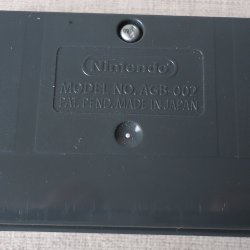 Nintendo
MODEL NO. AGB-002
PAT. PEND. MADE IN JAPAN